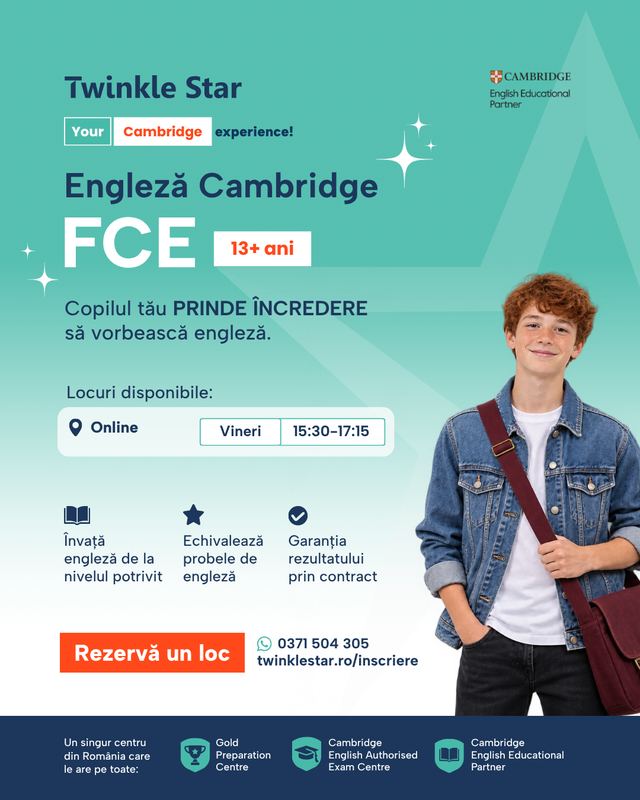 Twinkle Star
CAMBRIDGE
English Educational
Partner
Your Cambridge experience!
Engleză Cambridge
FCE 13+ ani
Copilul tău PRINDE ÎNCREDERE
să vorbească engleză.
Locuri disponibile:
Online Vineri 15:30-17:15
Învață
engleză de la
nivelul potrivit
Echivalează
probele de
engleză
Garanția
rezultatului
prin contract
Rezervă un loc
0371 504 305
twinklestar.ro/inscriere
Un singur centru
din România care
le are pe toate:
Gold
Preparation
Centre
Cambridge
English Authorised
Exam Centre
Cambridge
English Educational
Partner